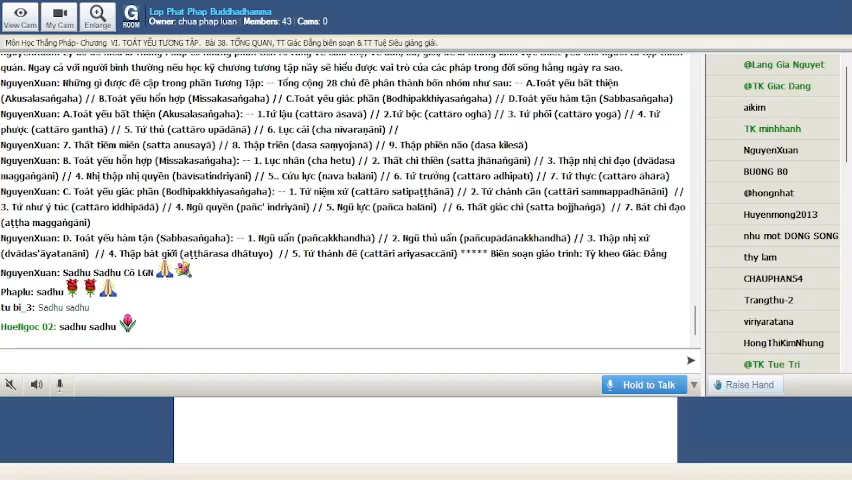 Lop Phat Phap Buddhadhamma
Owner: chua phap luan | Members: 43 | Cams: 0
View Cam
My Cam
Enlarge
G
ROOM
Môn Học Thắng Pháp- Chương VI. TOÁT YẾU TƯƠNG TẬP. Bài 38. TỔNG QUAN, TT Giác Đẳng biên soạn & TT Tuệ Siêu giảng giải.
quán. Ngay cả với người bình thường nếu học kỹ chương tương tập này sẽ hiểu được vai trò của các pháp trong đời sống hằng ngày ra sao.
NguyenXuan: Những gì được đề cập trong phần Tương Tập: -- Tổng cộng 28 chủ đề phân thành bốn nhóm như sau: -- A.Toát yếu bất thiện
(Akusalasaṅgaha) // B.Toát yếu hổn hợp (Missakasaṅgaha) // C.Toát yếu giác phần (Bodhipakkhiyasaṅgaha) // D.Toát yếu hàm tận (Sabbasaṅgaha)
NguyenXuan: A.Toát yếu bất thiện (Akusalasaṅgaha): -- 1.Tứ lậu (cattāro āsavā) // 2.Tứ bộc (cattāro oghā) // 3. Tứ phối (cattāro yogā) // 4. Tứ
phược (cattāro ganthā) // 5. Tứ thủ (cattāro upādānā) // 6. Lục cái (cha nivaraṇāni) //
NguyenXuan: 7. Thất tiềm miên (satta anusayā) // 8. Thập triền (dasa saṃyojanā) // 9. Thập phiền não (dasa kilesā)
NguyenXuan: B. Toát yếu hỗn hợp (Missakasaṅgaha): -- 1. Lục nhân (cha hetu) // 2. Thất chi thiền (satta jhānaṅgāni) // 3. Thập nhị chi đạo (dvādasa
maggaṅgāni) // 4. Nhị thập nhị quyền (bāvīsatindriyāni) // 5.. Cửu lực (nava balāni) // 6. Tứ trưởng (cattāro adhipati) // 7. Tứ thực (cattāro āhārā)
NguyenXuan: C. Toát yếu giác phần (Bodhipakkhiyasaṅgaha): -- 1. Tứ niệm xứ (cattāro satipaṭṭhānā) // 2. Tứ chánh cần (cattāri sammappadhānāni) //
3. Tứ như ý túc (cattāro iddhipādā) // 4. Ngũ quyền (pañc' indriyāni) // 5. Ngũ lực (pañca balāni) // 6. Thất giác chi (satta bojjhaṅgā) // 7. Bát chi đạo
(aṭṭha maggaṅgāni)
NguyenXuan: D. Toát yếu hàm tận (Sabbasaṅgaha): -- 1. Ngũ uẩn (pañcakkhandhā) // 2. Ngũ thủ uẩn (pañcupādānakkhandhā) // 3. Thập nhị xứ
(dvādas'āyatanāni) // 4. Thập bát giới (aṭṭhārasa dhātuyo) // 5. Tứ thánh đế (cattāri ariyasaccāni) ***** Biên soạn giáo trình: Tỳ kheo Giác Đẳng
NguyenXuan: Sadhu Sadhu Cô LGN
Phaplu: sadhu
tu bi_3: Sadhu sadhu
HueNgoc 02: sadhu sadhu
Hold to Talk
@Lang Gia Nguyet
@TK Giac Dang
aikim
TK minhhanh
NguyenXuan
BUONG B0
@hongnhat
Huyenmong2013
nhu mot DONG SONG
thy lam
CHAUPHAN54
Trangthu-2
viriyaratana
HongThiKimNhung
@TK Tue Tri
Raise Hand